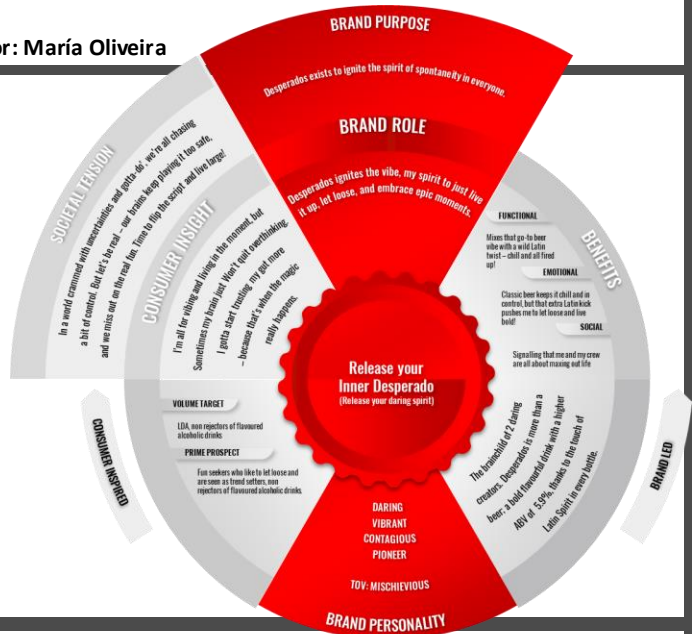 or: María Oliveira
BRAND PURPOSE
Desperados exists to ignite the spirit of spontaneity in everyone.
BRAND ROLE
Desperados ignites the vibe, my spirit to just live
it up, let loose, and embrace epic moments.
SOCIETAL TENSION
In a world crammed with uncertainties and gotta-do', we're all chasing
a bit of control. But let's be real – our brains keep playing it too safe,
and we miss out on the real fun. Time to flip the script and live large!
CONSUMER INSIGHT
I'm all for vibing and living in the moment, but
Sometimes my brain just Won't quit overthinking.
I gotta start trusting my gut more
– because that's when the magic
really happens.
BENEFITS
FUNCTIONAL
Mixes that go-to beer
vibe with a wild Latin
twist – chill and all fired
up!
EMOTIONAL
Classic beer keeps it chill and in
control, but that extra Latin kick
pushes me to let loose and live
bold!
SOCIAL
Signalling that me and my crew
are all about maxing out life
Release your
Inner Desperado
(Release your daring spirit)
VOLUME TARGET
LDA, non rejectors of flavoured
alcoholic drinks
PRIME PROSPECT
Fun seekers who like to let loose and
are seen as trend setters, non
rejectors of flavoured alcoholic drinks.
The brainchild of 2 daring
creators. Desperados is more than a
beer; a bold flavourful drink with a higher
ABV of 5.9% thanks to the touch of
Latin Spirit in every bottle.
CONSUMER INSPIRED
BRAND LED
DARING
VIBRANT
CONTAGIOUS
PIONEER
TOV: MISCHIEVIOUS
BRAND PERSONALITY